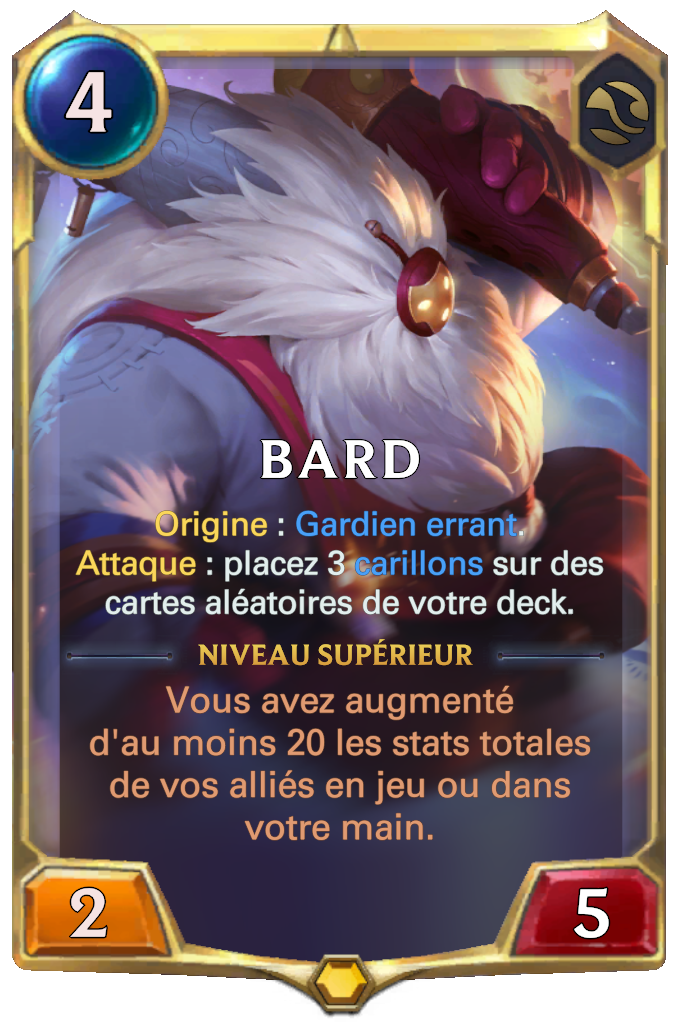 4
BARD
Origine : Gardien errant.
Attaque : placez 3 carillons sur des
cartes aléatoires de votre deck.
NIVEAU SUPÉRIEUR
Vous avez augmenté
d'au moins 20 les stats totales
de vos alliés en jeu ou dans
votre main.
2
5